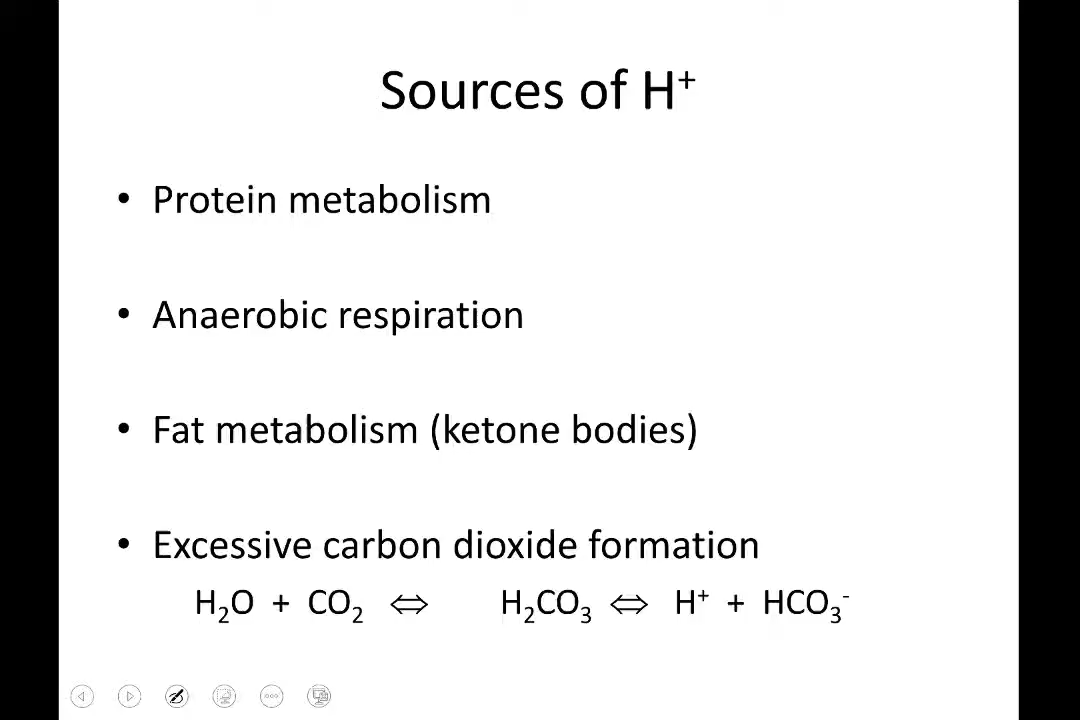 Sources of H⁺
• Protein metabolism
• Anaerobic respiration
• Fat metabolism (ketone bodies)
• Excessive carbon dioxide formation
H₂O + CO₂ ⇔ H₂CO₃ ⇔ H⁺ + HCO₃⁻